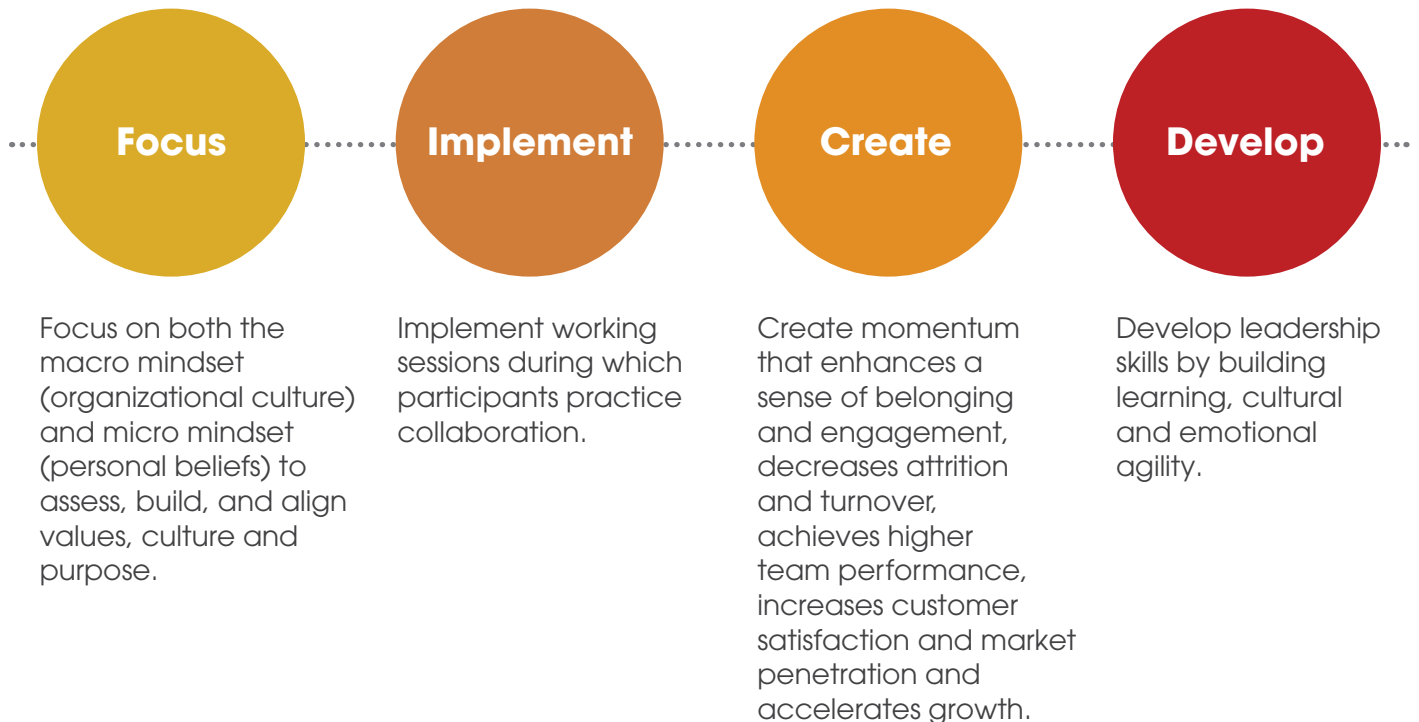 Focus
Implement
Create
Develop
Focus on both the
macro mindset
(organizational culture)
and micro mindset
(personal beliefs) to
assess, build, and align
values, culture and
purpose.
Implement working
sessions during which
participants practice
collaboration.
Create momentum
that enhances a
sense of belonging
and engagement,
decreases attrition
and turnover,
achieves higher
team performance,
increases customer
satisfaction and market
penetration and
accelerates growth.
Develop leadership
skills by building
learning, cultural
and emotional
agility.